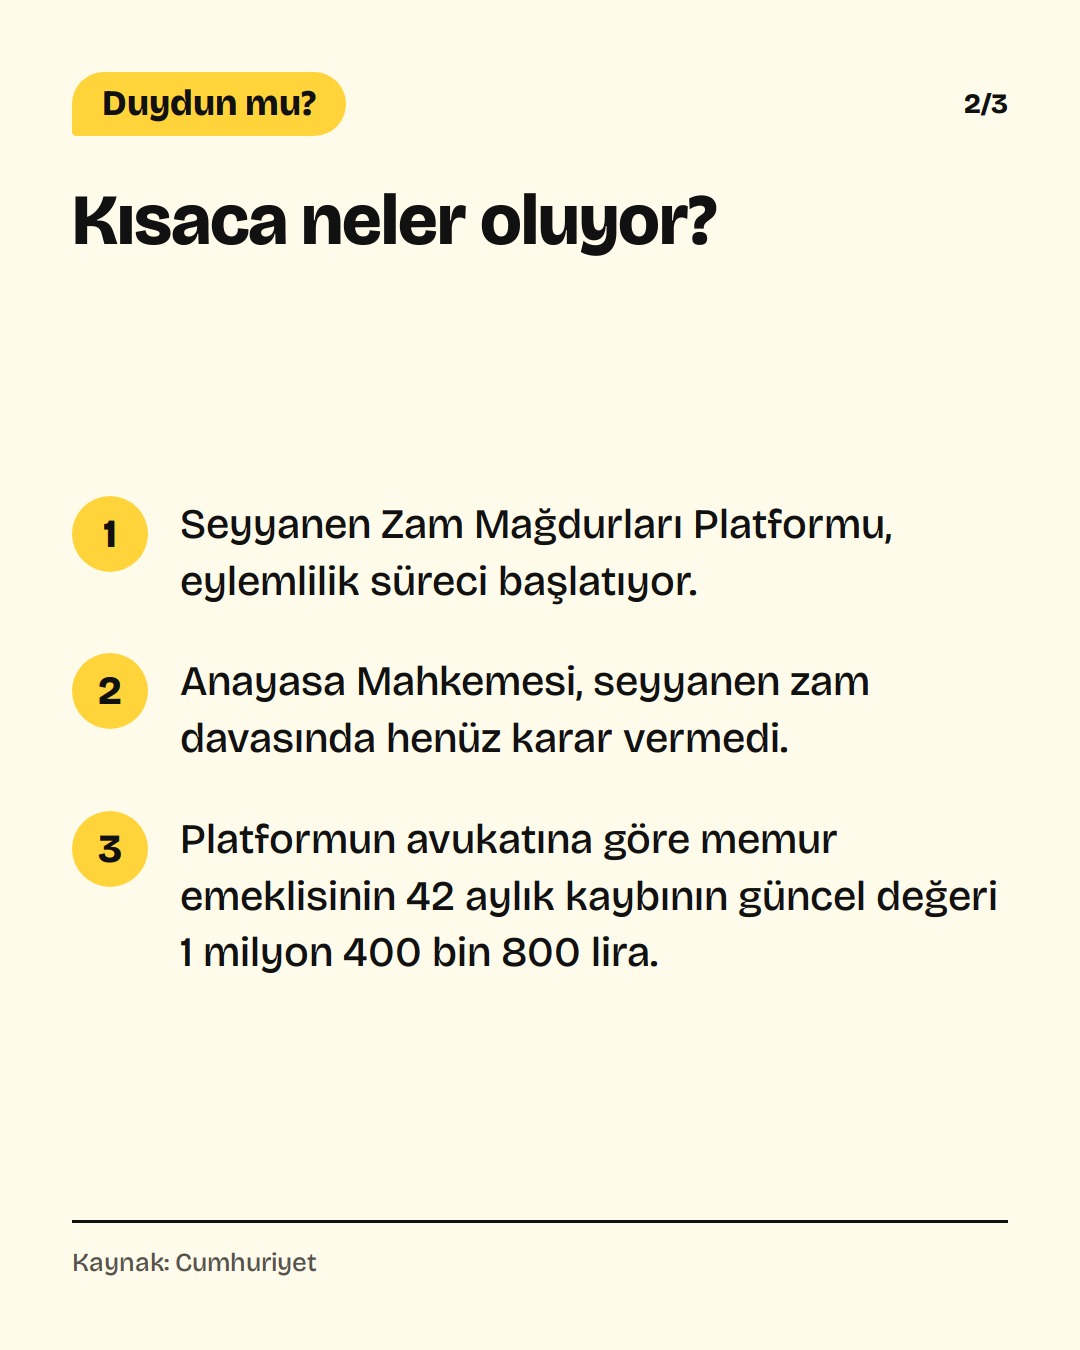 Duydun mu?
2/3
Kısaca neler oluyor?
1
Seyyanen Zam Mağdurları Platformu,
eylemlilik süreci başlatıyor.
2
Anayasa Mahkemesi, seyyanen zam
davasında henüz karar vermedi.
3
Platformun avukatına göre memur
emeklisinin 42 aylık kaybının güncel değeri
1 milyon 400 bin 800 lira.
Kaynak: Cumhuriyet